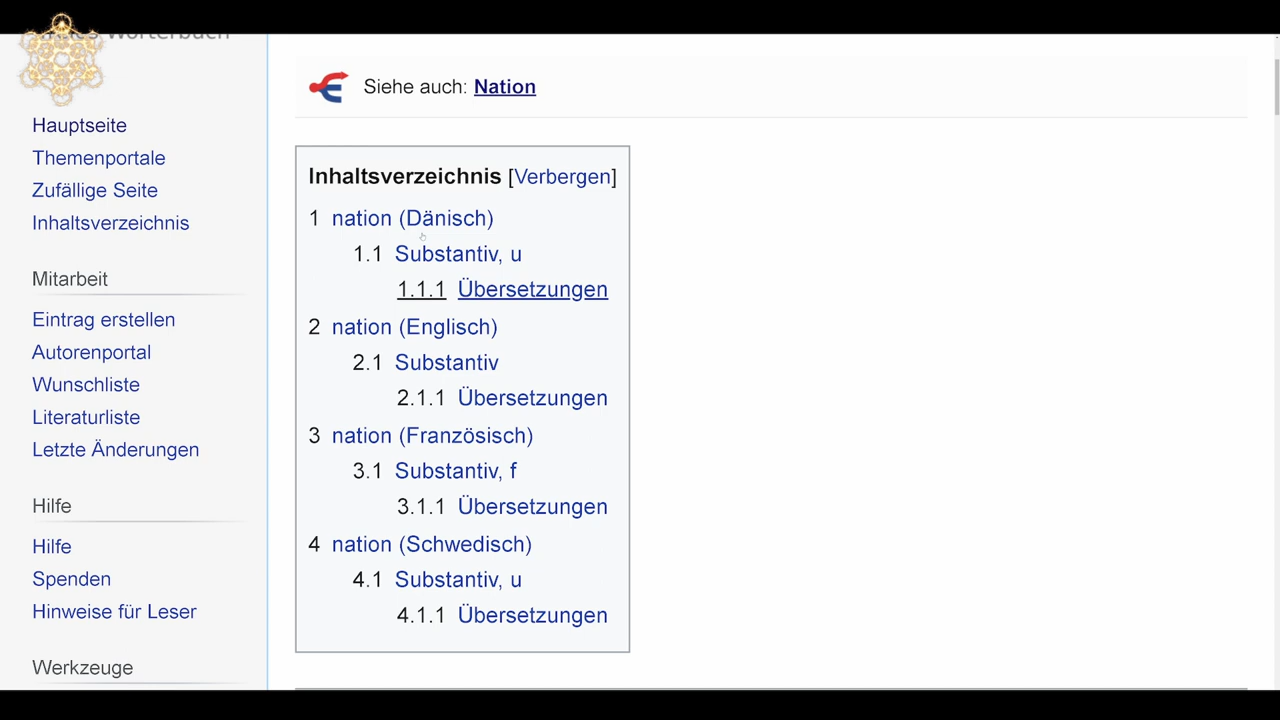 Wörterbuch
Hauptseite
Themenportale
Zufällige Seite
Inhaltsverzeichnis
Mitarbeit
Eintrag erstellen
Autorenportal
Wunschliste
Literaturliste
Letzte Änderungen
Hilfe
Hilfe
Spenden
Hinweise für Leser
Werkzeuge
Siehe auch: Nation
Inhaltsverzeichnis [Verbergen]
1 nation (Dänisch)
1.1 Substantiv, u
1.1.1 Übersetzungen
2 nation (Englisch)
2.1 Substantiv
2.1.1 Übersetzungen
3 nation (Französisch)
3.1 Substantiv, f
3.1.1 Übersetzungen
4 nation (Schwedisch)
4.1 Substantiv, u
4.1.1 Übersetzungen